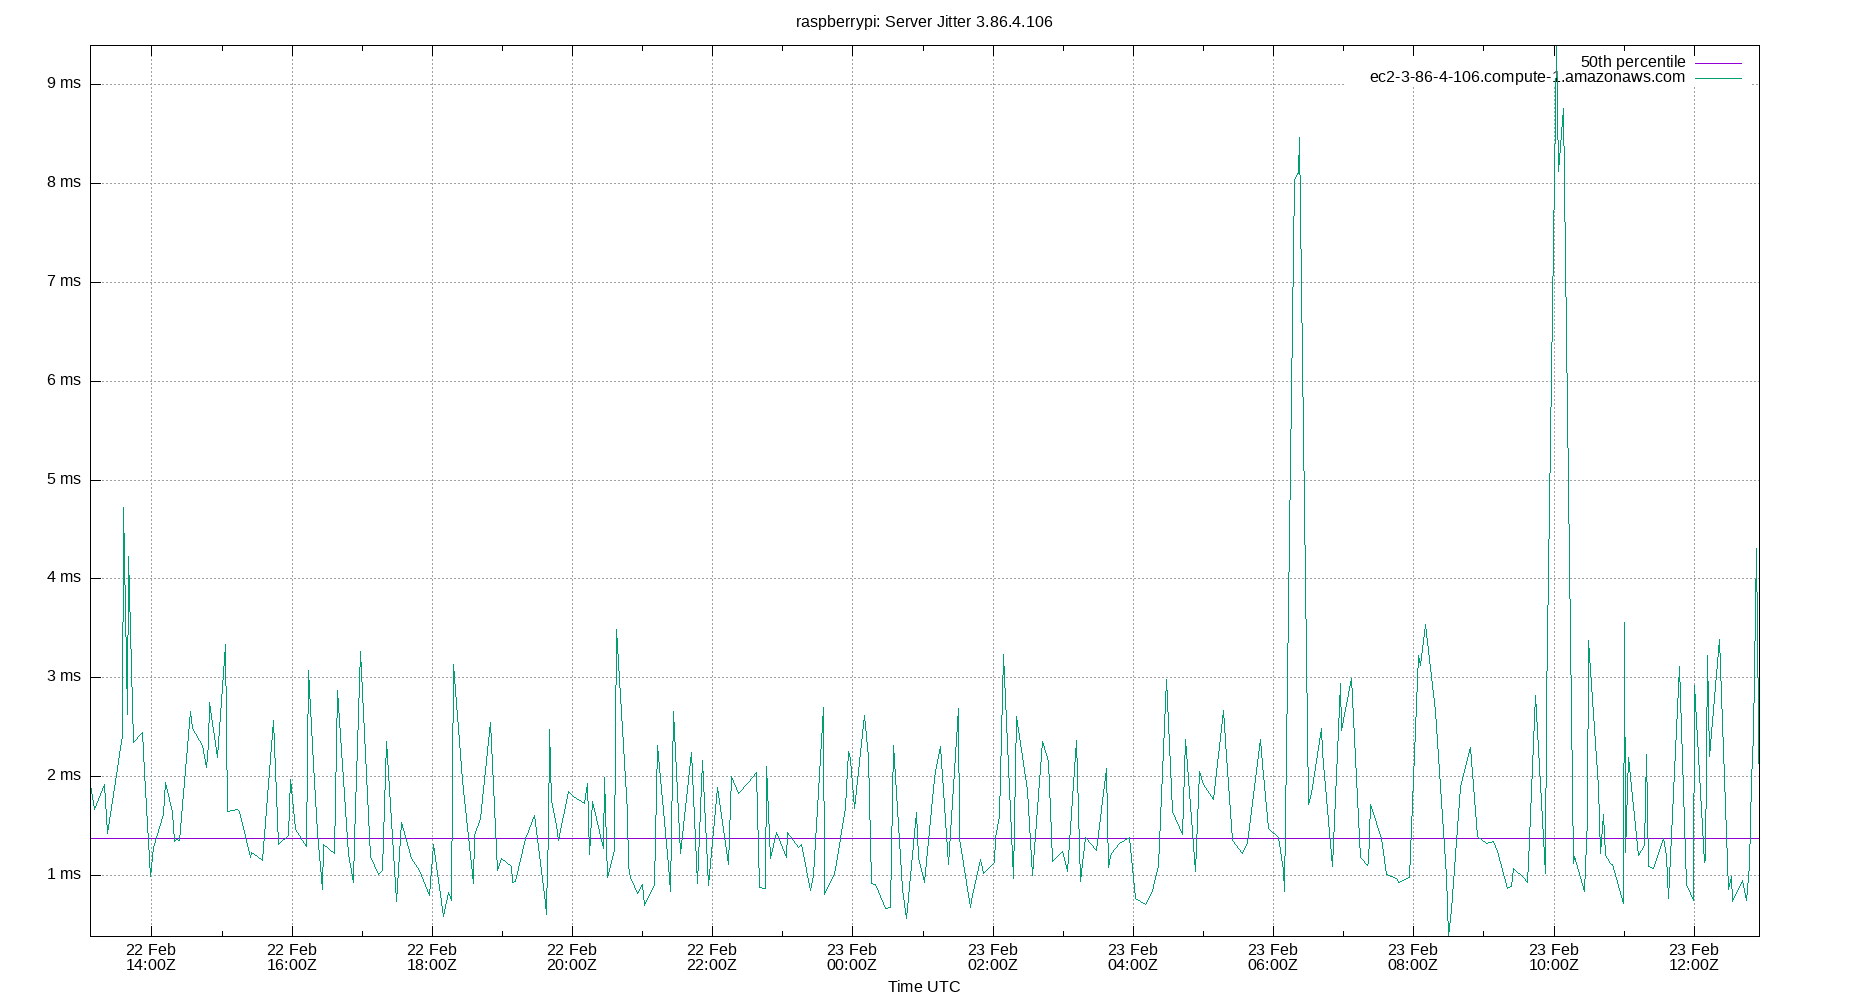 raspberrypi: Server Jitter 3.86.4.106
50th percentile
ec2-3-86-4-106.compute-1.amazonaws.com
9 ms
8 ms
7 ms
6 ms
5 ms
4 ms
3 ms
2 ms
1 ms
22 Feb 22 Feb 22 Feb 22 Feb 22 Feb 23 Feb 23 Feb 23 Feb 23 Feb 23 Feb 23 Feb 23 Feb
14:00Z 16:00Z 18:00Z 20:00Z 22:00Z 00:00Z 02:00Z 04:00Z 06:00Z 08:00Z 10:00Z 12:00Z
Time UTC